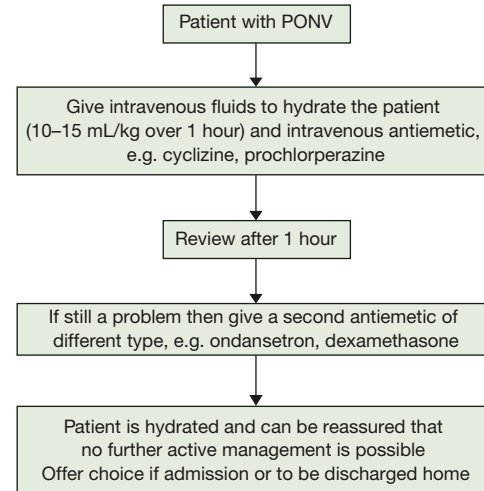 Patient with PONV
Give intravenous fluids to hydrate the patient
(10–15 mL/kg over 1 hour) and intravenous antiemetic,
e.g. cyclizine, prochlorperazine
Review after 1 hour
If still a problem then give a second antiemetic of
different type, e.g. ondansetron, dexamethasone
Patient is hydrated and can be reassured that
no further active management is possible
Offer choice if admission or to be discharged home